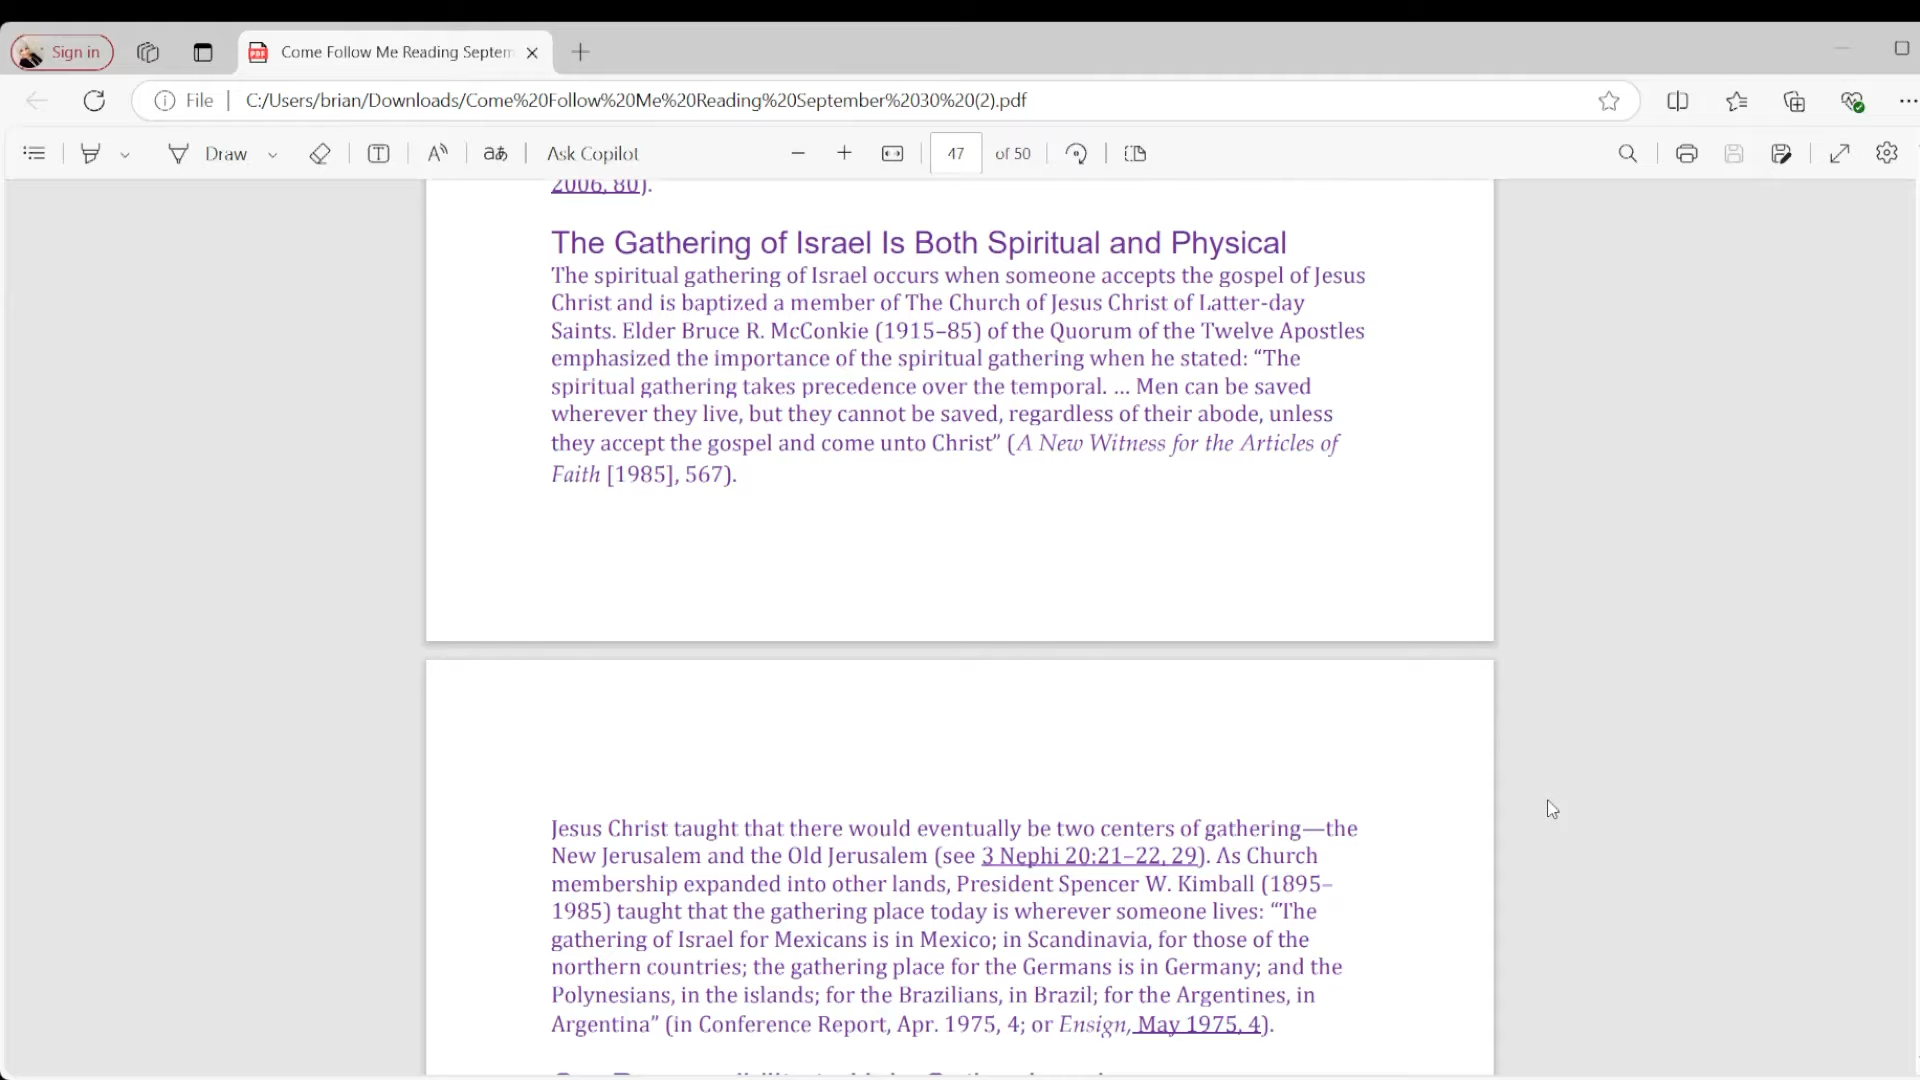 Sign in
Come Follow Me Reading Septem
File
C:/Users/brian/Downloads/Come%20Follow%20Me%20Reading%20September%2030%20(2).pdf
Draw
aあ
Ask Copilot
47
of 50
2006, 80).
The Gathering of Israel Is Both Spiritual and Physical
The spiritual gathering of Israel occurs when someone accepts the gospel of Jesus
Christ and is baptized a member of The Church of Jesus Christ of Latter-day
Saints. Elder Bruce R. McConkie (1915–85) of the Quorum of the Twelve Apostles
emphasized the importance of the spiritual gathering when he stated: “The
spiritual gathering takes precedence over the temporal. … Men can be saved
wherever they live, but they cannot be saved, regardless of their abode, unless
they accept the gospel and come unto Christ” (A New Witness for the Articles of
Faith [1985], 567).
Jesus Christ taught that there would eventually be two centers of gathering—the
New Jerusalem and the Old Jerusalem (see 3 Nephi 20:21–22, 29). As Church
membership expanded into other lands, President Spencer W. Kimball (1895–
1985) taught that the gathering place today is wherever someone lives: “The
gathering of Israel for Mexicans is in Mexico; in Scandinavia, for those of the
northern countries; the gathering place for the Germans is in Germany; and the
Polynesians, in the islands; for the Brazilians, in Brazil; for the Argentines, in
Argentina” (in Conference Report, Apr. 1975, 4; or Ensign, May 1975, 4).